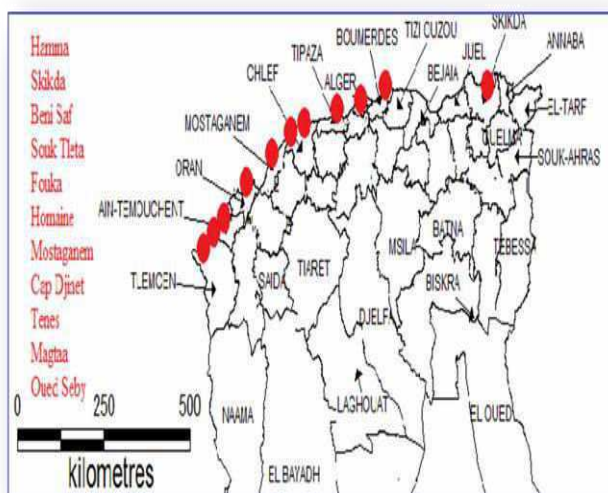 Hamma
Skikda
Beni Saf
Souk Tleta
Fouka
Honaine
Mostaganem
Cap Djinet
Tenes
Magtaa
Oued Seby
SKIKDA
TIZI OUZOU
BOUMERDES
JIJEL
ANNABA
TIPAZA
ALGER
BEJAIA
CHLEF
EL-TARF
MOSTAGANEM
GUELMA
SOUK-AHRAS
ORAN
AIN-TEMOUCHENT
BATNA
MSILA
TEBESSA
TLEMCEN
SAIDA
TIARET
BISKRA
DJELFA
LAGHOUAT
NAAMA
EL OUED
EL BAYADH
0 250 500
kilometres